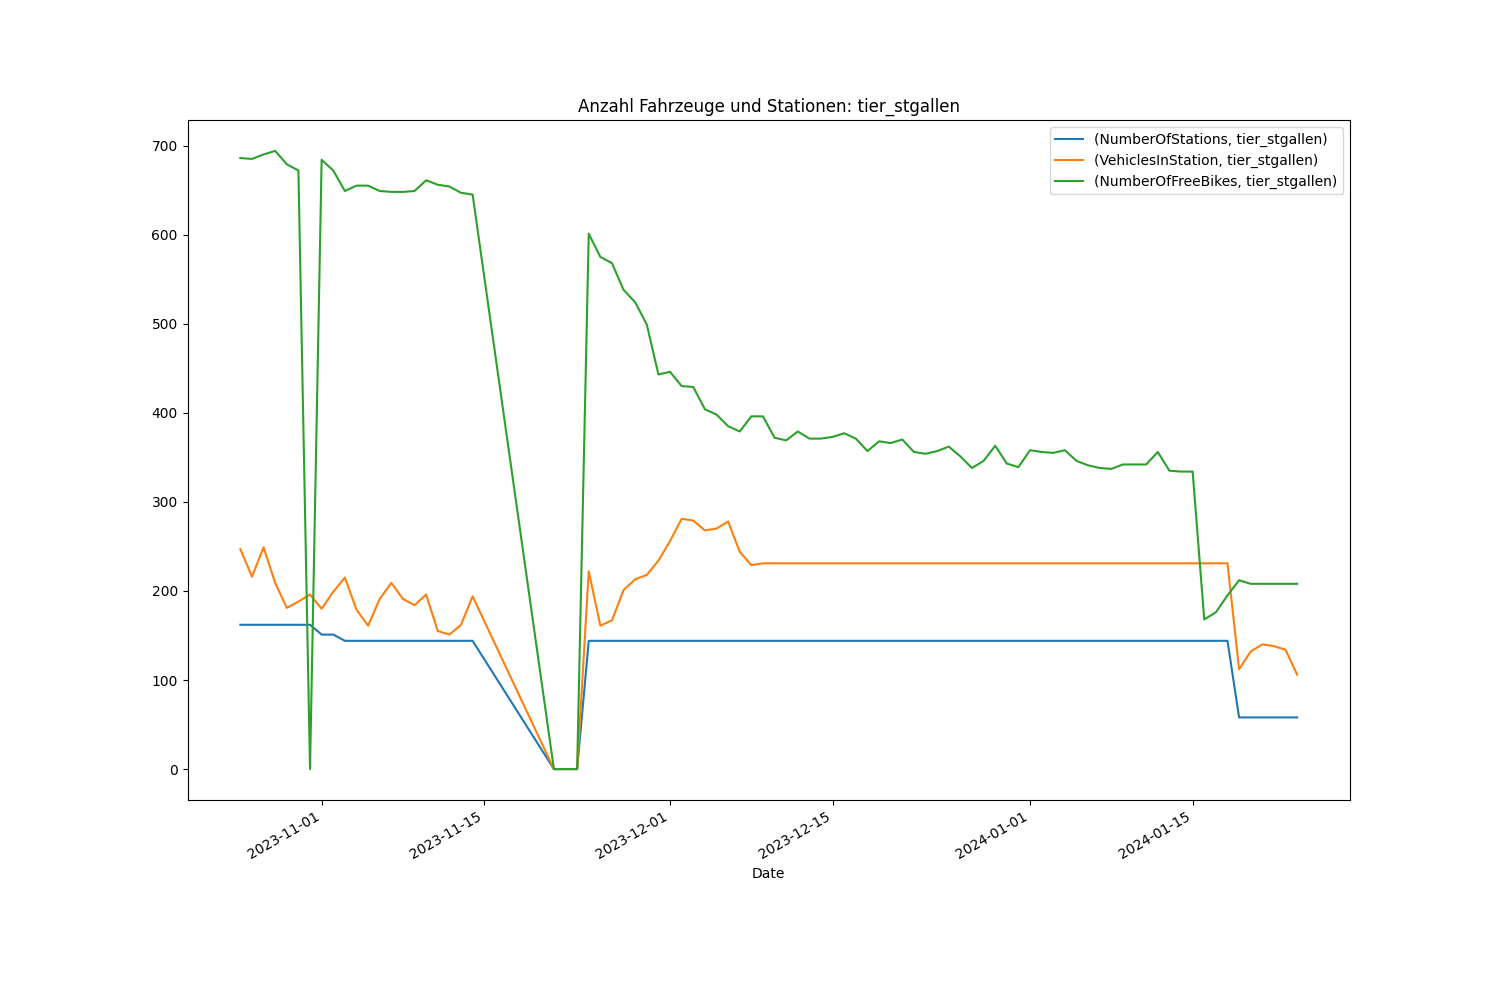 Anzahl Fahrzeuge und Stationen: tier_stgallen
(NumberOfStations, tier_stgallen)
(VehiclesInStation, tier_stgallen)
(NumberOfFreeBikes, tier_stgallen)
700
600
500
400
300
200
100
0
2023-11-01
2023-11-15
2023-12-01
2023-12-15
2024-01-01
2024-01-15
Date